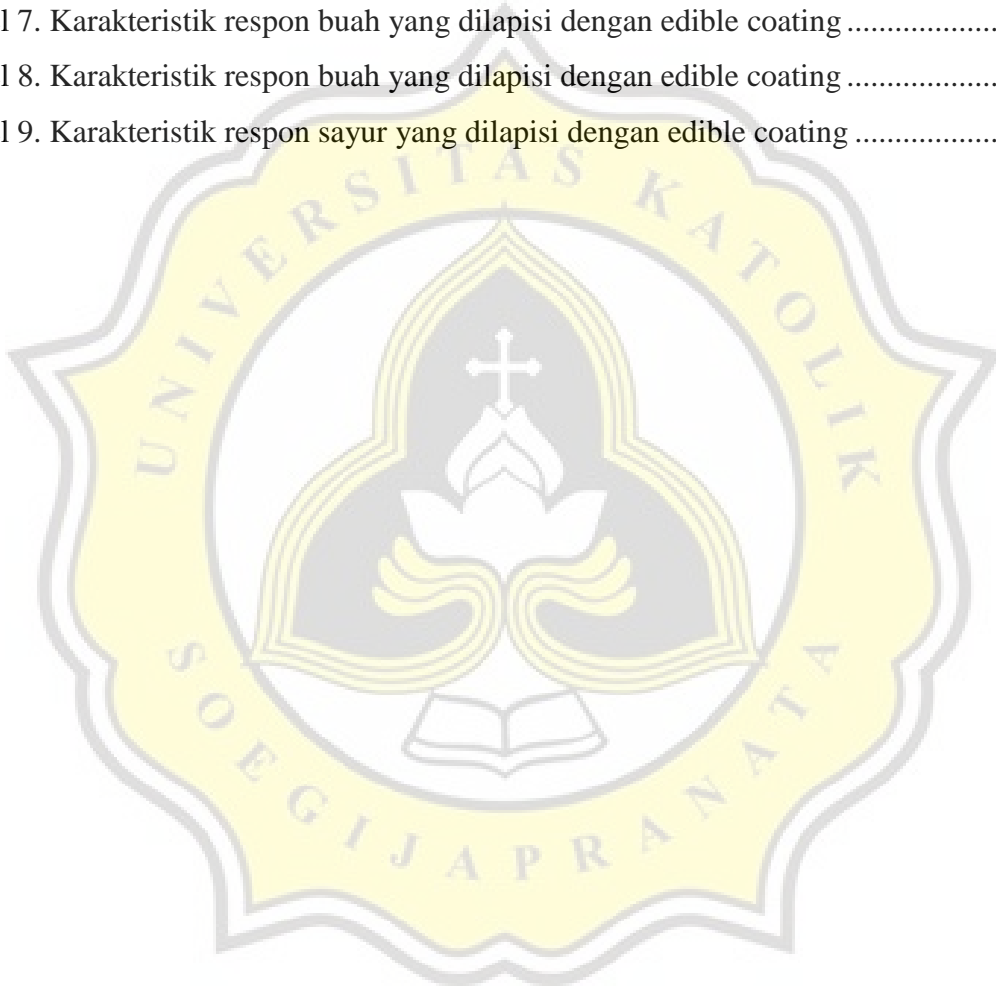 l 7. Karakteristik respon buah yang dilapisi dengan edible coating ...................
l 8. Karakteristik respon buah yang dilapisi dengan edible coating ...................
l 9. Karakteristik respon sayur yang dilapisi dengan edible coating ..................
UNIVERSITAS KATOLIK
SOEGIJAPRANATA